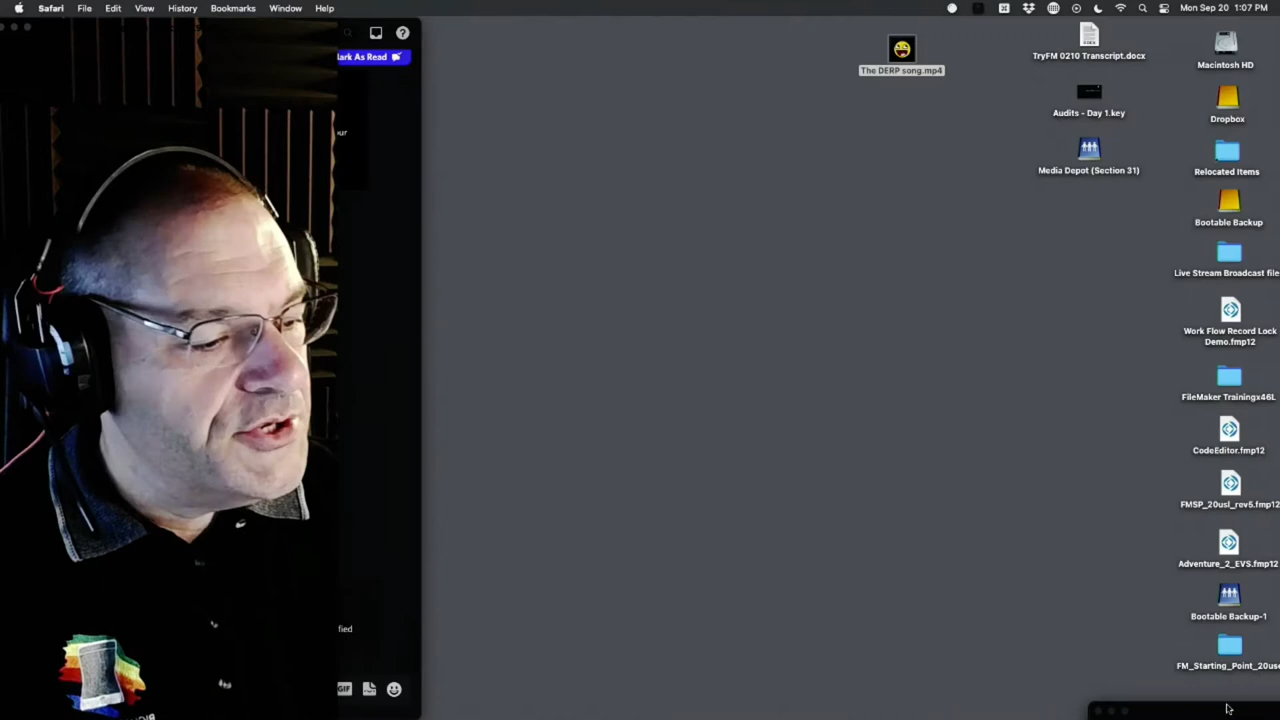 Safari File Edit View History Bookmarks Window Help
Mon Sep 20 1:07 PM
Mark As Read
The DERP song.mp4
TryFM 0210 Transcript.docx
Macintosh HD
Audits - Day 1.key
Dropbox
our
Media Depot (Section 31)
Relocated Items
Bootable Backup
Live Stream Broadcast file
Work Flow Record Lock
Demo.fmp12
FileMaker Trainingx46L
CodeEditor.fmp12
FMSP_20usl_rev5.fmp12
Adventure_2_EVS.fmp12
Bootable Backup-1
fied
FM_Starting_Point_20use
GIF